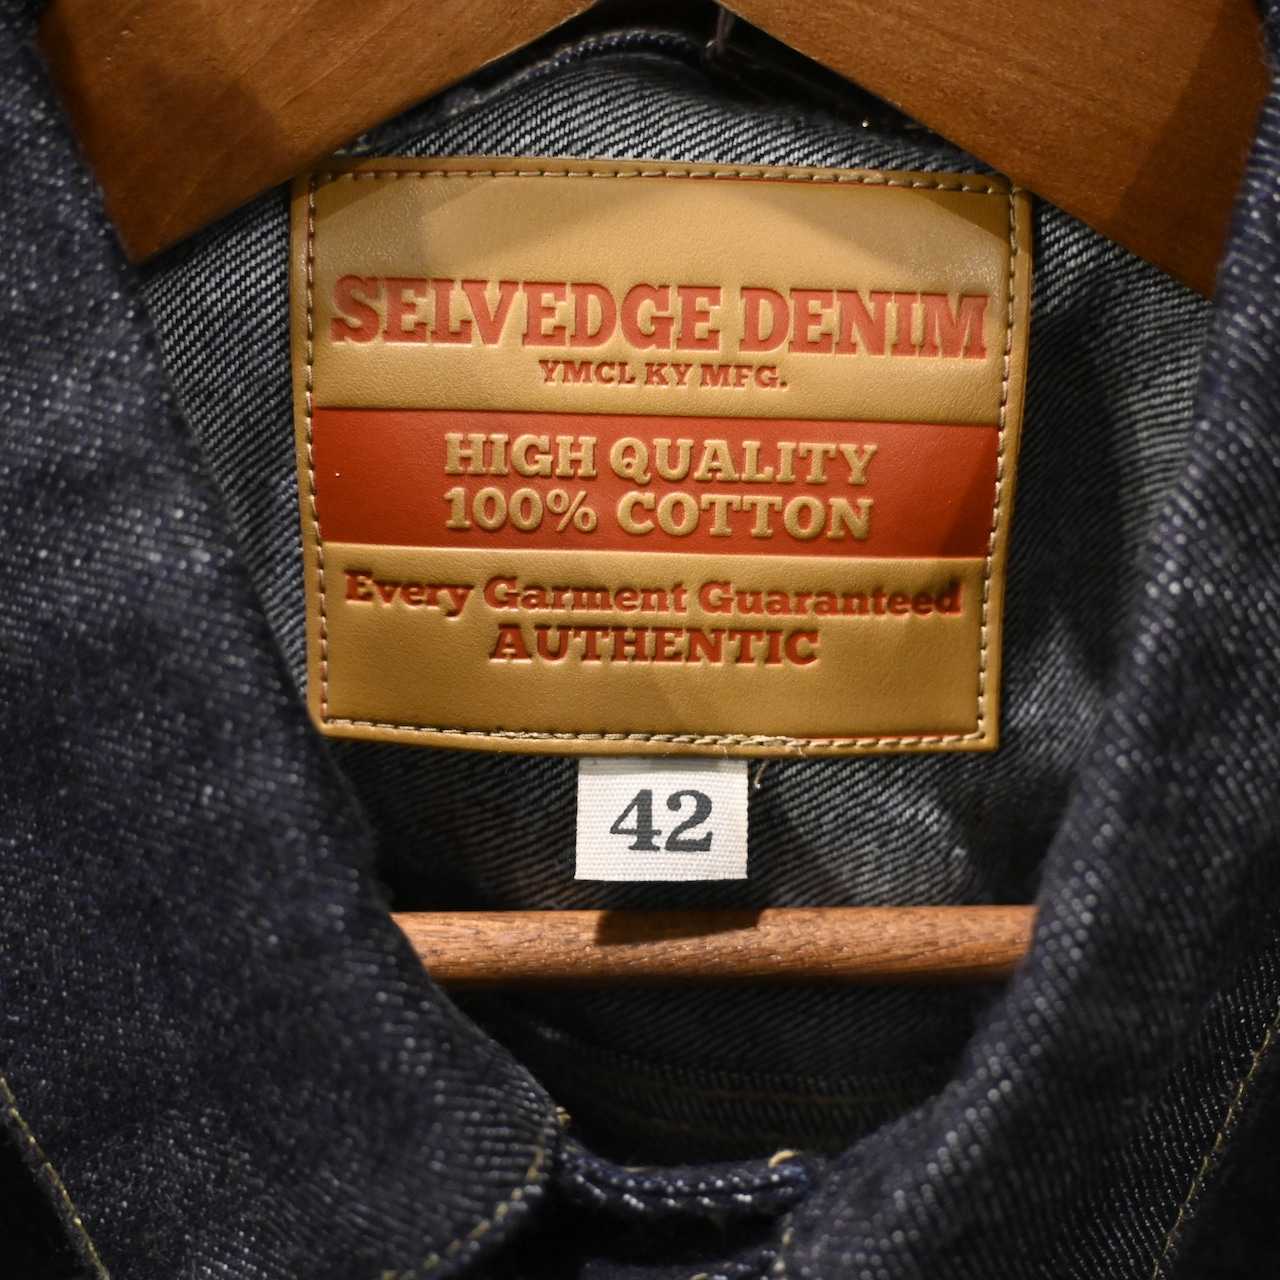 SELVEDGE DENIM
YMCL KY MFG.
HIGH QUALITY
100% COTTON
Every Garment Guaranteed
AUTHENTIC
42